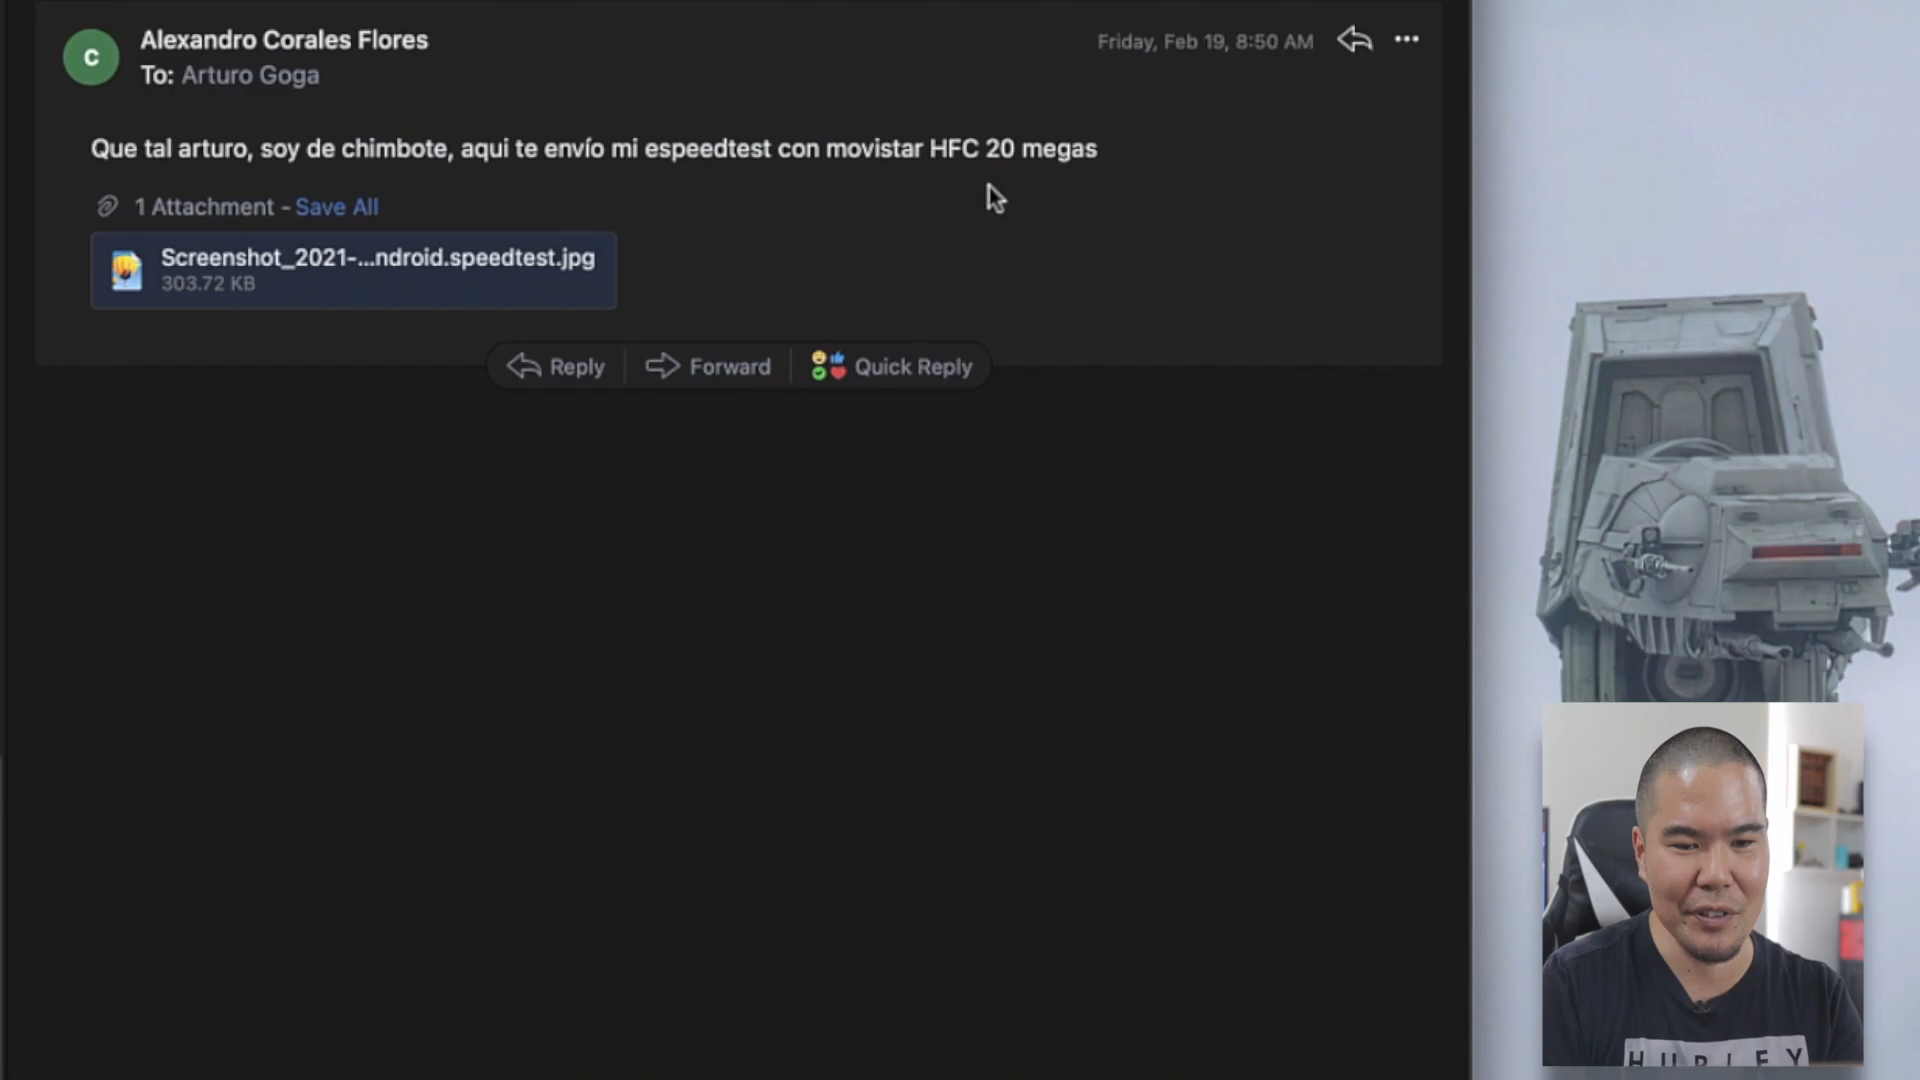 C
Alexandro Corales Flores
Friday, Feb 19, 8:50 AM
To: Arturo Goga
Que tal arturo, soy de chimbote, aqui te envío mi espeedtest con movistar HFC 20 megas
1 Attachment - Save All
Screenshot_2021-...ndroid.speedtest.jpg
303.72 KB
Reply
Forward
Quick Reply
HURLEY